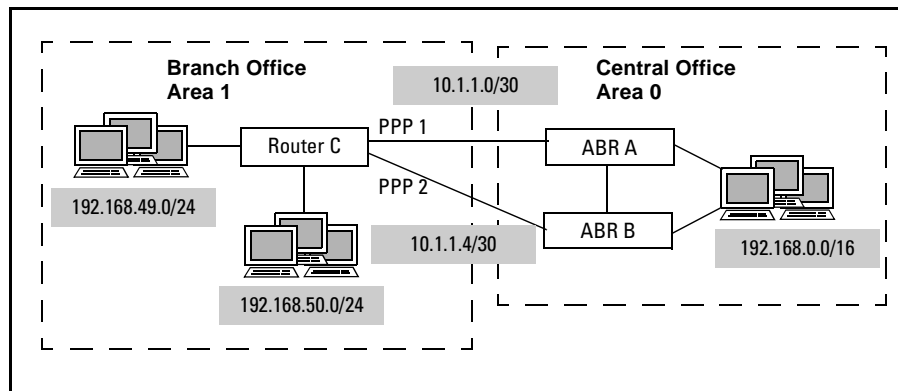 Branch Office
Area 1
10.1.1.0/30
Central Office
Area 0
PPP 1
Router C
ABR A
PPP 2
192.168.49.0/24
ABR B
10.1.1.4/30
192.168.0.0/16
192.168.50.0/24